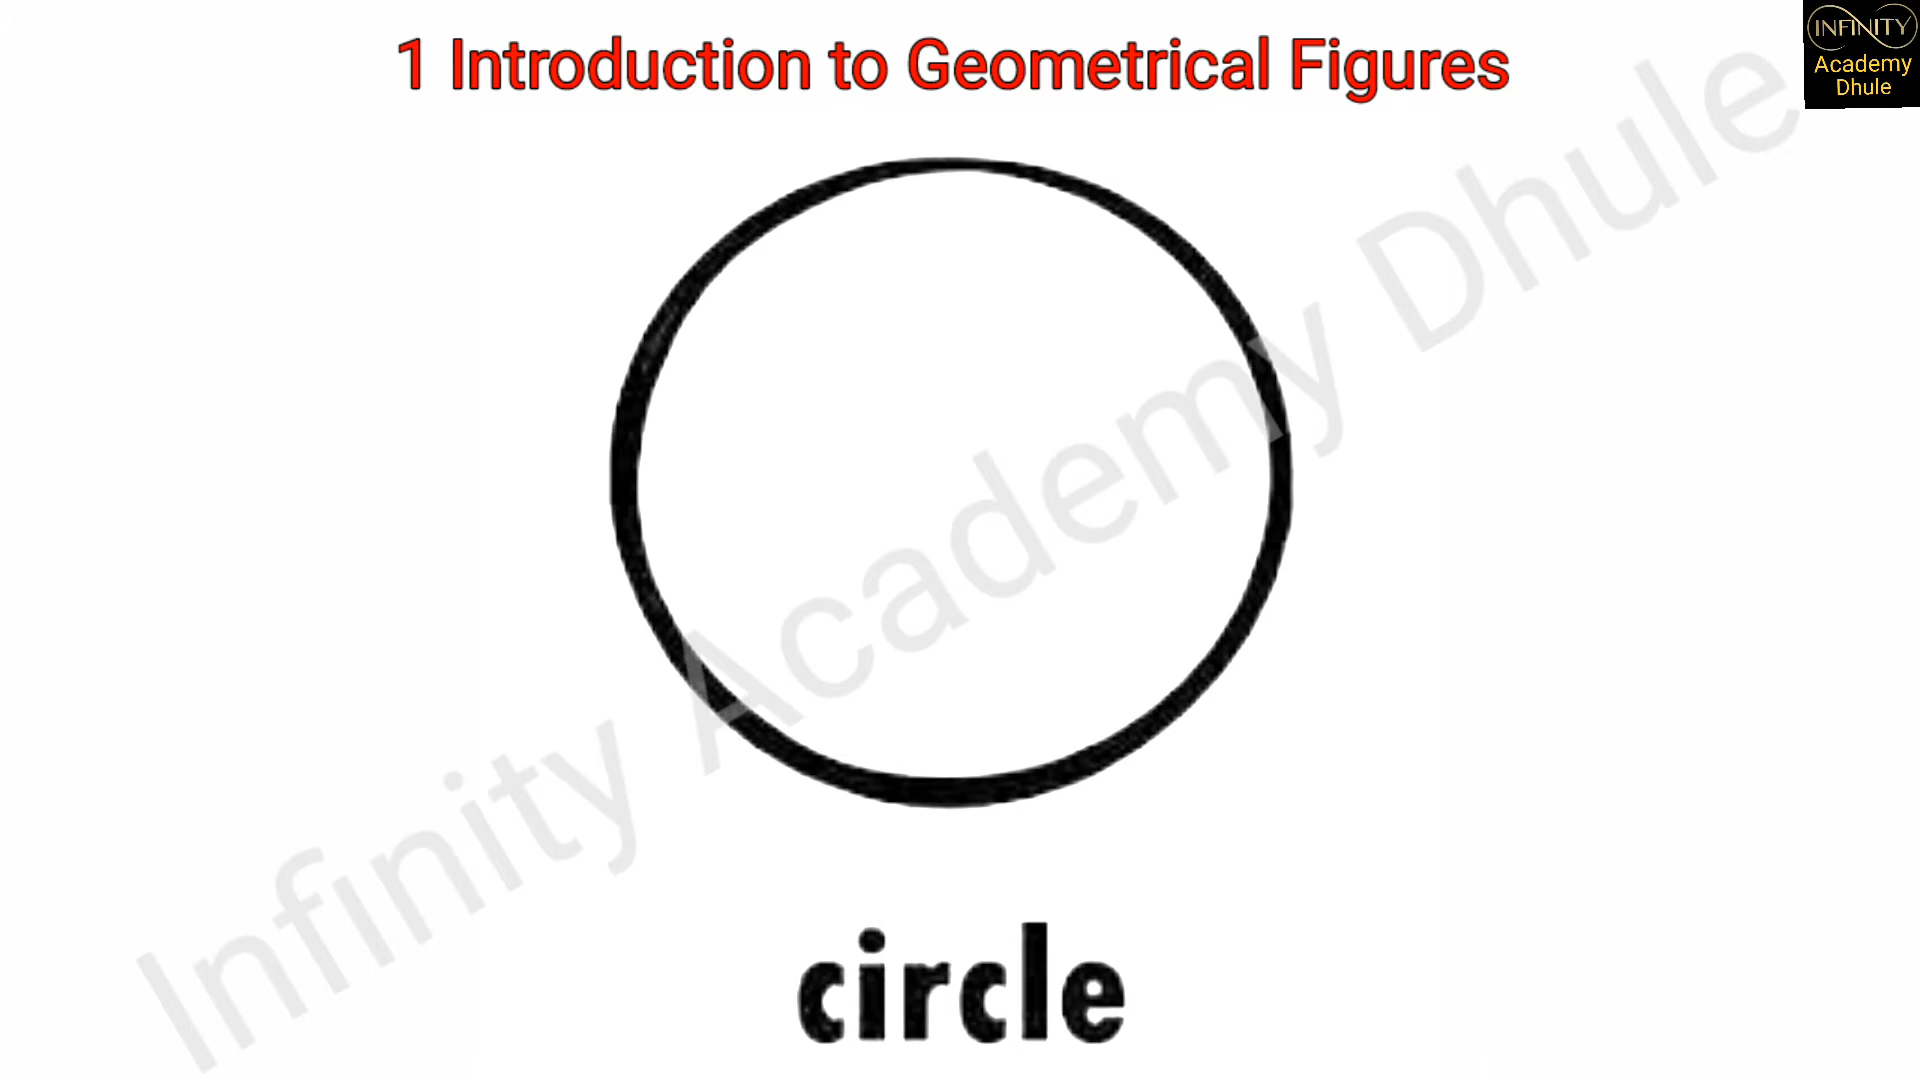 1 Introduction to Geometrical Figures
INFINITY
Academy
Dhule
Infinity Academy Dhule
circle